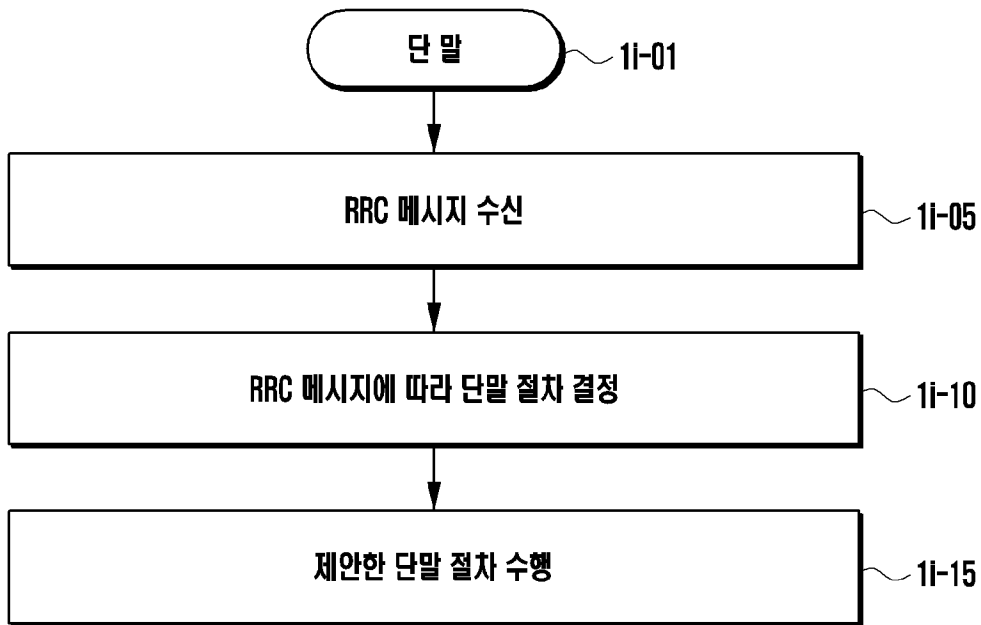 단 말
1i-01
RRC 메시지 수신
1i-05
RRC 메시지에 따라 단말 절차 결정
1i-10
제안한 단말 절차 수행
1i-15